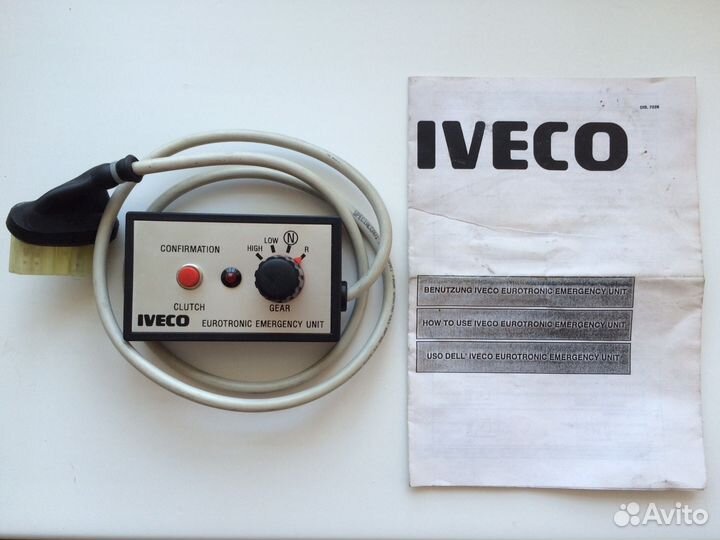 CONFIRMATION
HIGH LOW N R
CLUTCH
GEAR
IVECO EUROTRONIC EMERGENCY UNIT
IVECO
BENUTZUNG IVECO EUROTRONIC EMERGENCY UNIT
HOW TO USE IVECO EUROTRONIC EMERGENCY UNIT
USO DELL' IVECO EUROTRONIC EMERGENCY UNIT
Avito